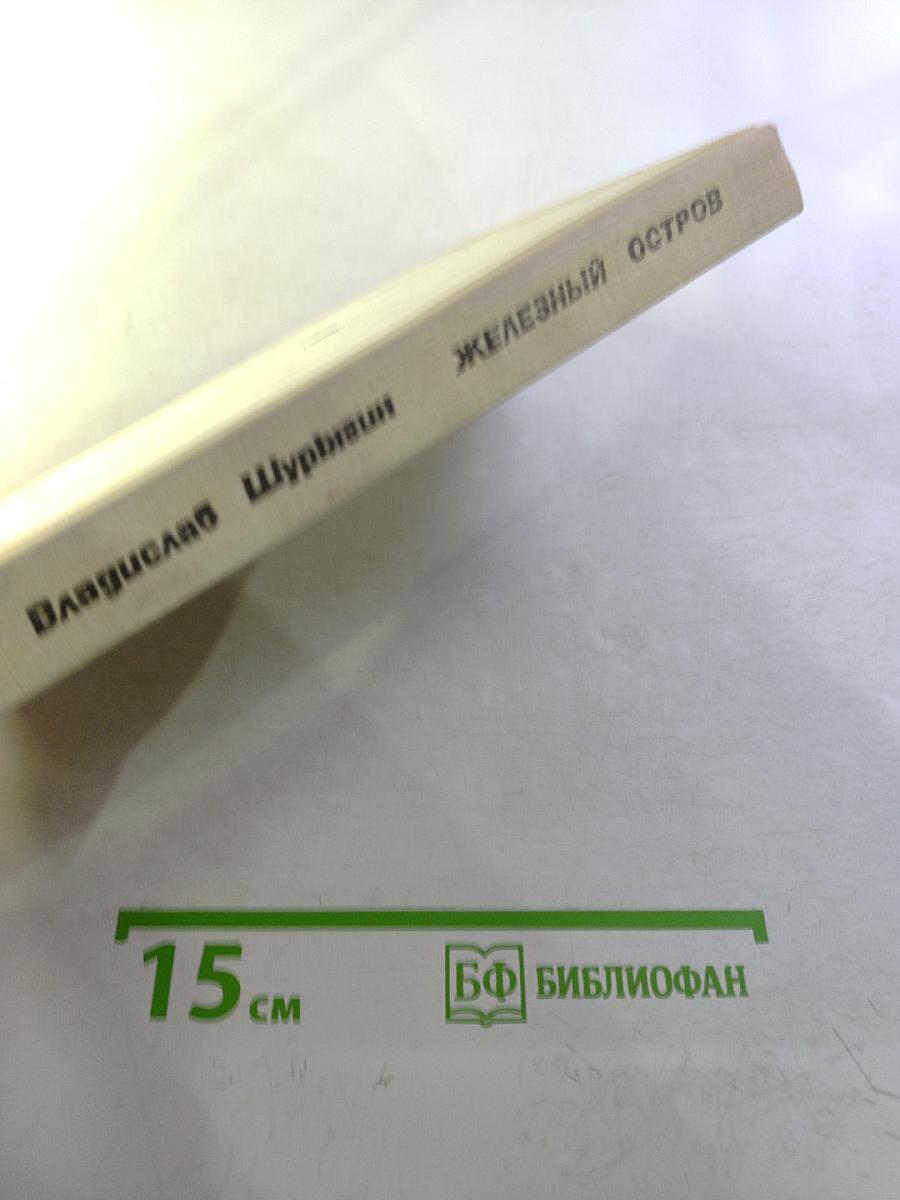 Владислав Шурыгин ЖЕЛЕЗНЫЙ ОСТРОВ
15 см
БФ БИБЛИОФАН